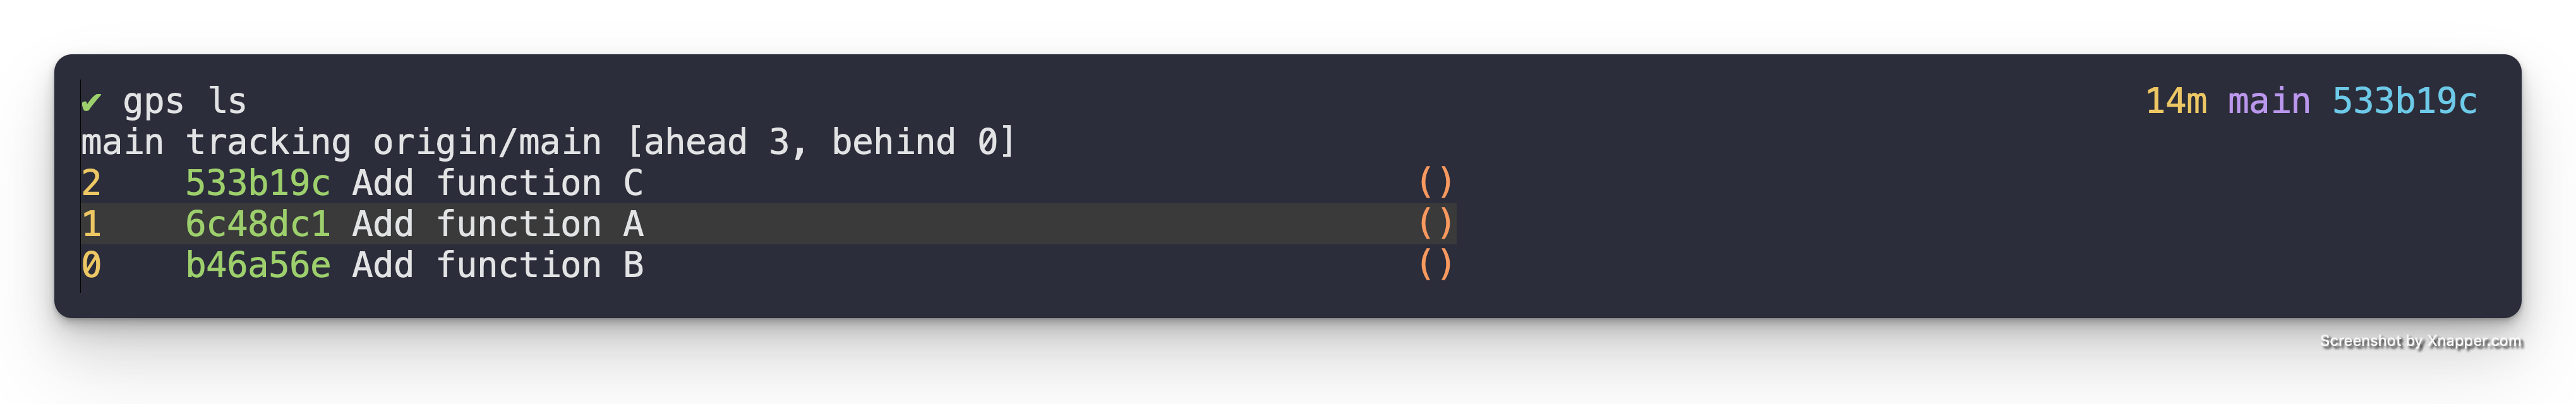 ✔ gps ls 14m main 533b19c
main tracking origin/main [ahead 3, behind 0]
2 533b19c Add function C ()
1 6c48dc1 Add function A ()
0 b46a56e Add function B ()
Screenshot by Xnapper.com